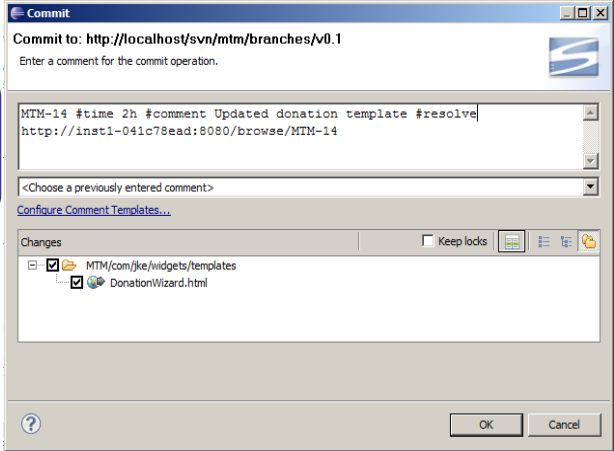 Commit
Commit to: http://localhost/svn/mtm/branches/v0.1
Enter a comment for the commit operation.
MTM-14 #time 2h #comment Updated donation template #resolve
http://inst1-041c78ead:8080/browse/MTM-14
<Choose a previously entered comment>
Configure Comment Templates...
Changes
Keep locks
MTM/com/jke/widgets/templates
DonationWizard.html
OK
Cancel